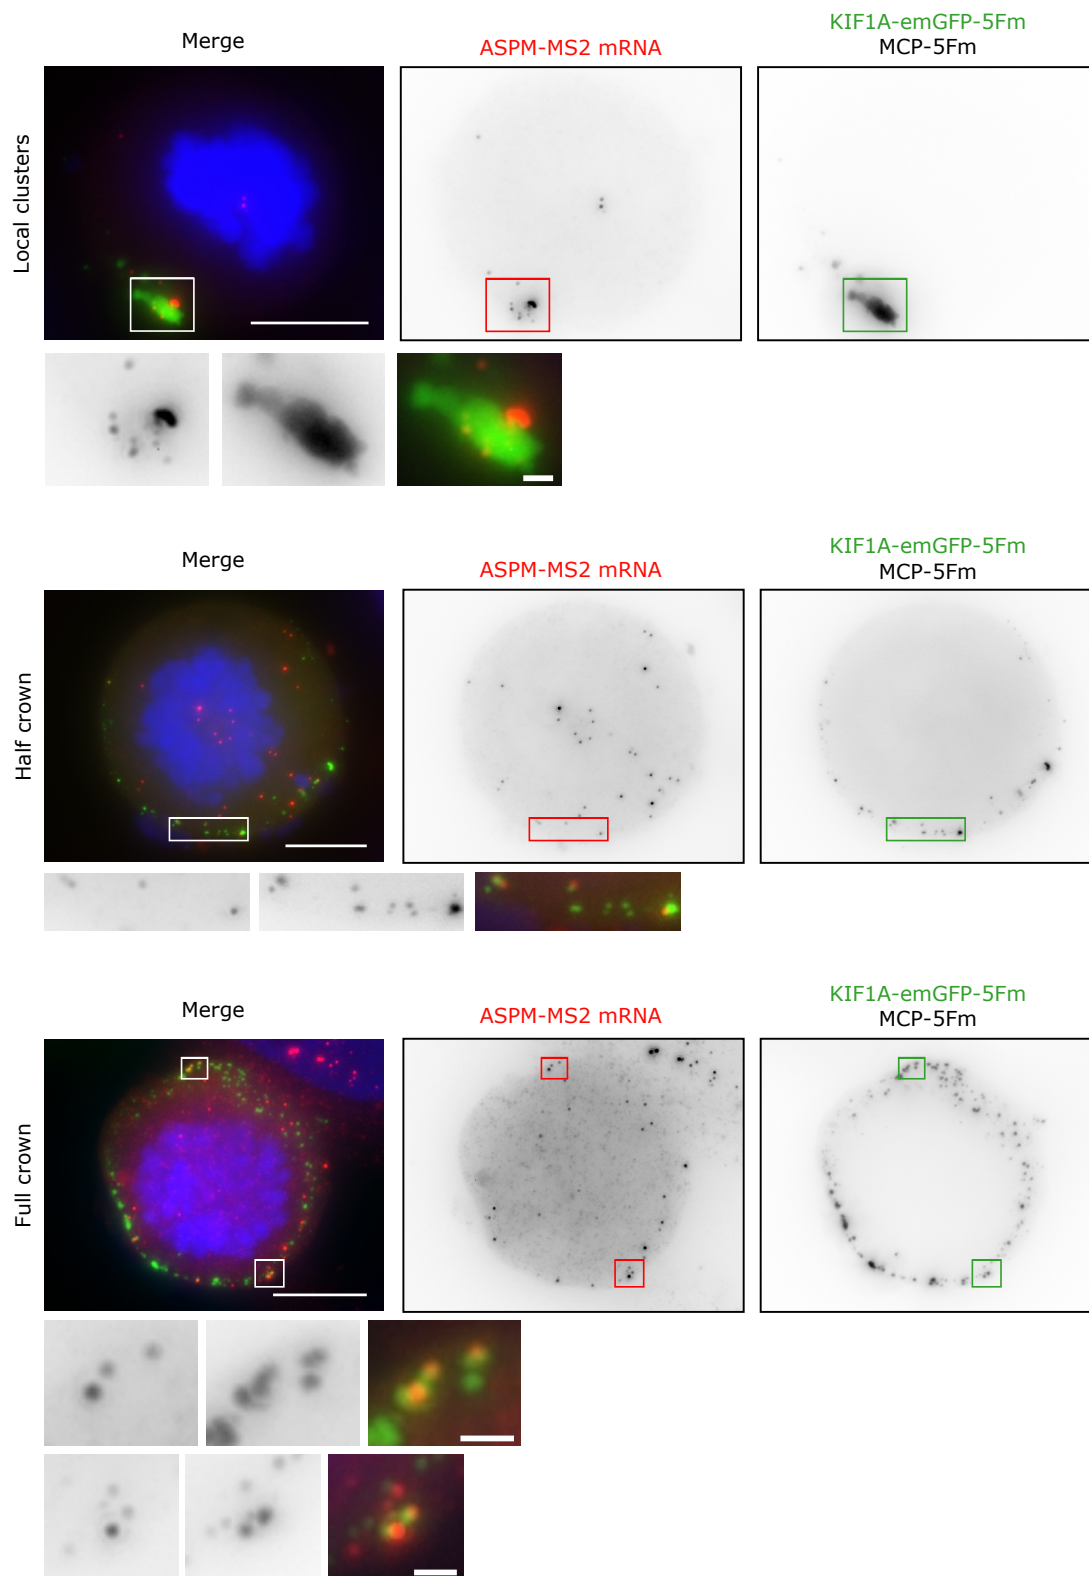 Merge
ASPM-MS2 mRNA
KIF1A-emGFP-5Fm
MCP-5Fm
Local clusters
Merge
ASPM-MS2 mRNA
KIF1A-emGFP-5Fm
MCP-5Fm
Half crown
Merge
ASPM-MS2 mRNA
KIF1A-emGFP-5Fm
MCP-5Fm
Full crown